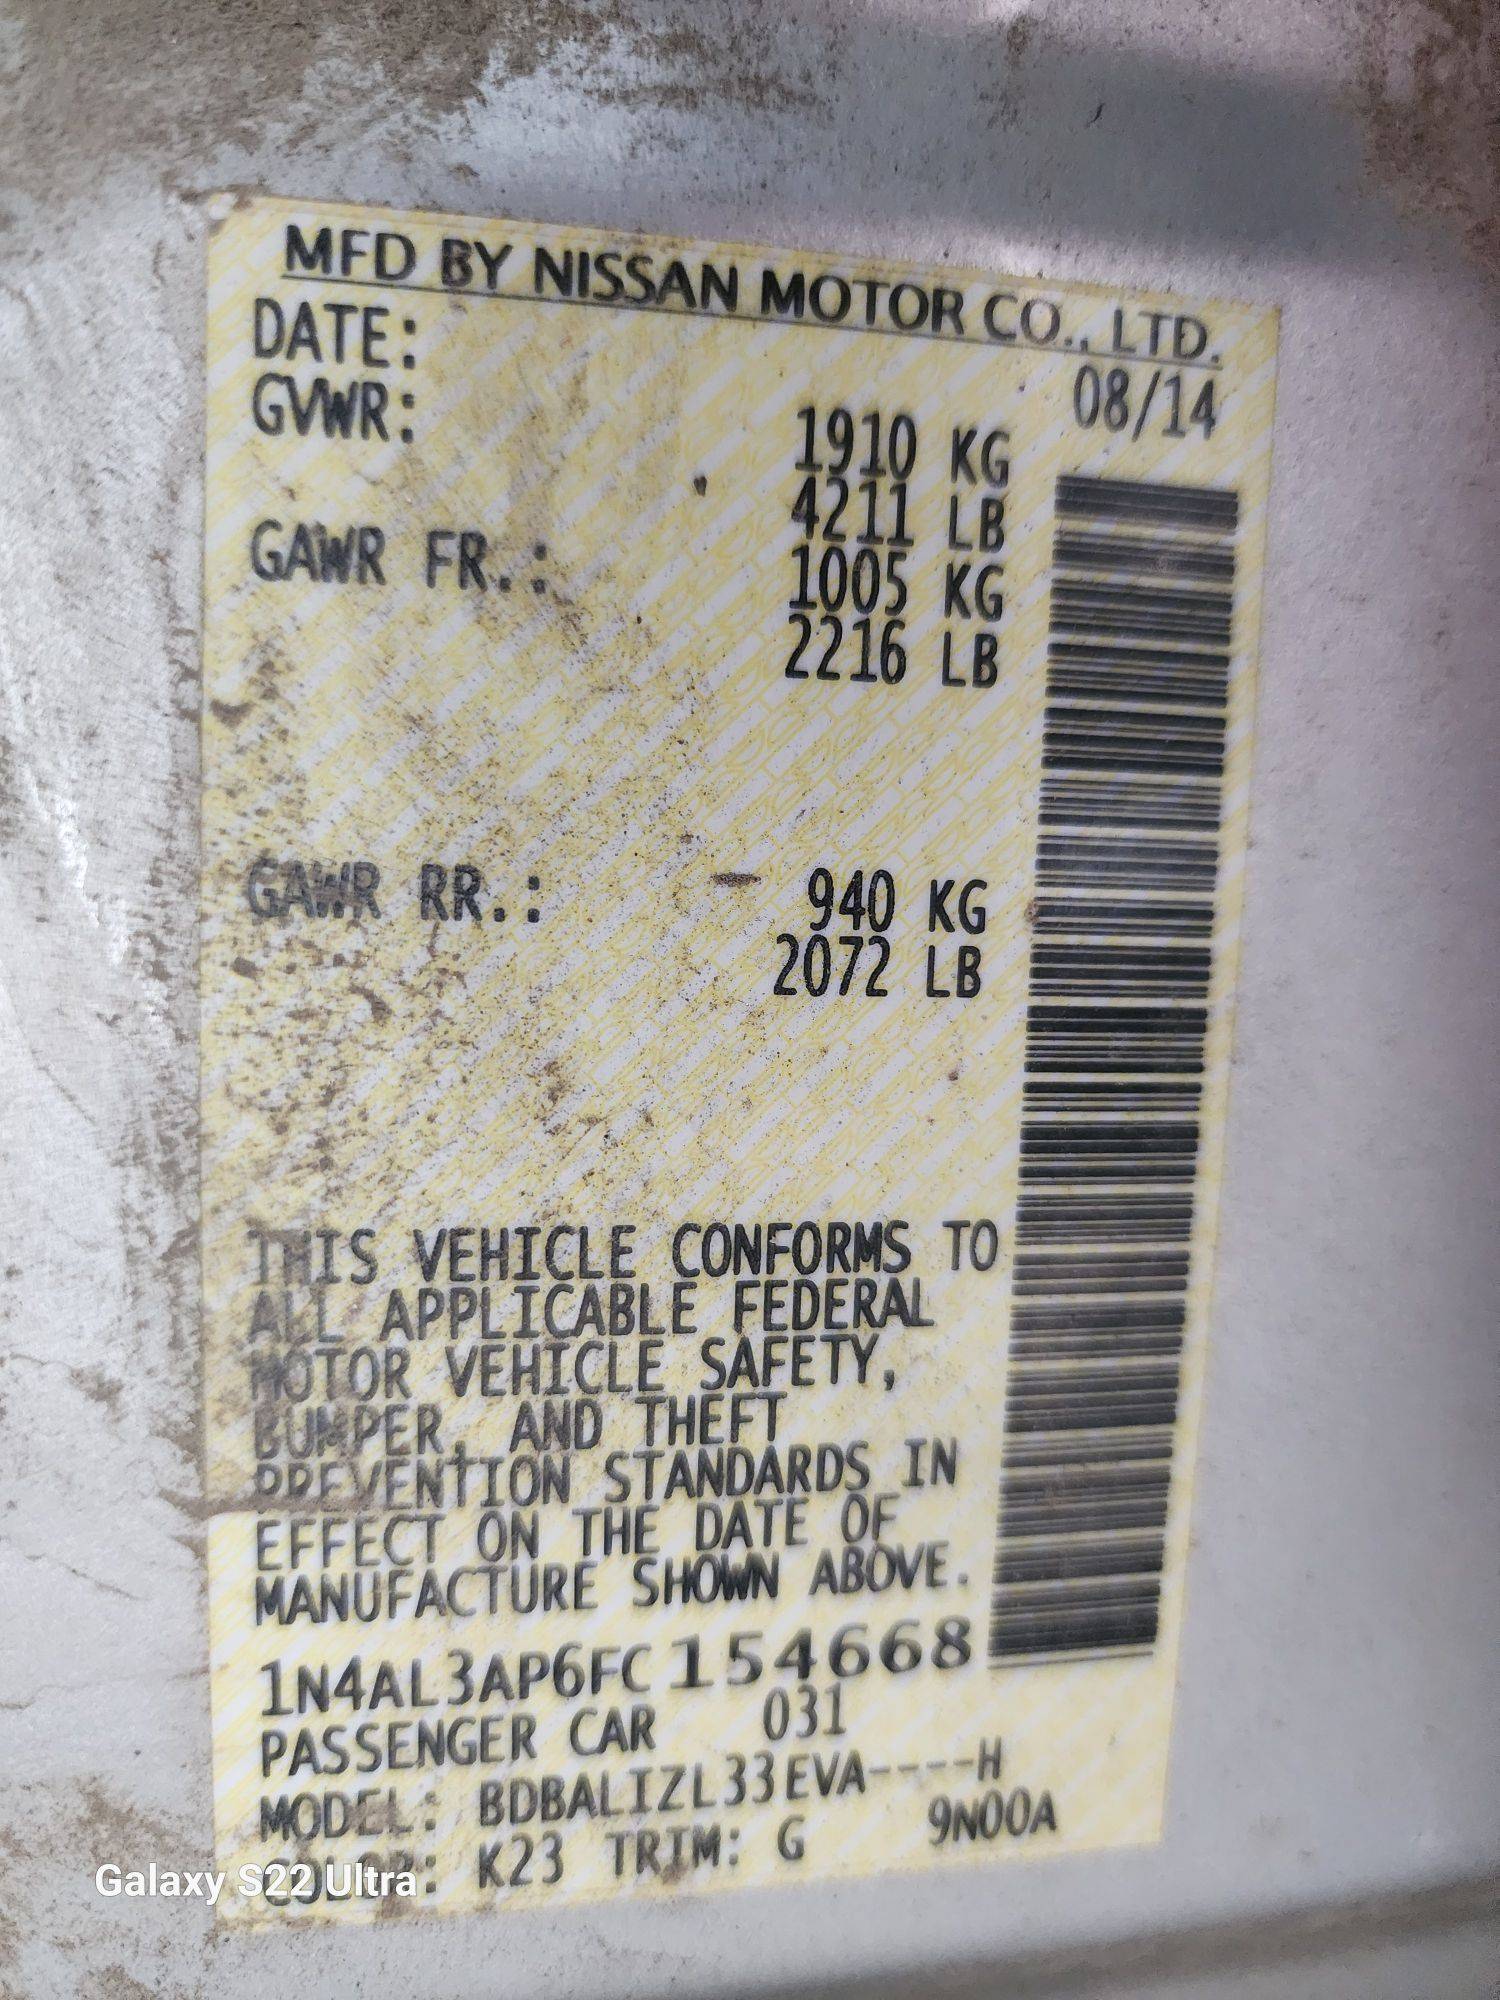 MFD BY NISSAN MOTOR CO., LTD.
DATE: 08/14
GVWR: 1910 KG
4211 LB
GAWR FR.: 1005 KG
2216 LB
GAWR RR.: 940 KG
2072 LB
THIS VEHICLE CONFORMS TO
ALL APPLICABLE FEDERAL
MOTOR VEHICLE SAFETY,
BUMPER, AND THEFT
PREVENTION STANDARDS IN
EFFECT ON THE DATE OF
MANUFACTURE SHOWN ABOVE.
1N4AL3AP6FC154668
PASSENGER CAR 031
MODEL: BDBALIZL33EVA----H
COLOR: K23 TRIM: G 9N00A
Galaxy S22 Ultra